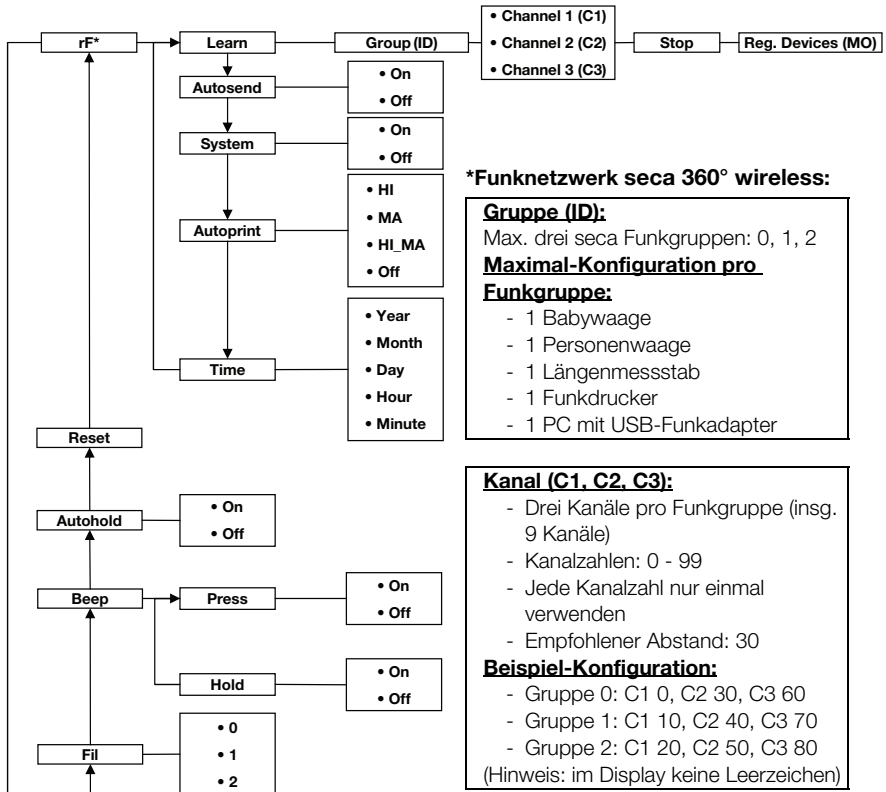 rF*
Learn
Group (ID)
• Channel 1 (C1)
• Channel 2 (C2)
• Channel 3 (C3)
Stop
Reg. Devices (MO)
Autosend
• On
• Off
System
• On
• Off
Autoprint
• HI
• MA
• HI_MA
• Off
Time
• Year
• Month
• Day
• Hour
• Minute
Reset
Autohold
• On
• Off
Beep
Press
• On
• Off
Hold
• On
• Off
Fil
• 0
• 1
• 2
*Funknetzwerk seca 360° wireless:
Gruppe (ID):
Max. drei seca Funkgruppen: 0, 1, 2
Maximal-Konfiguration pro
Funkgruppe:
- 1 Babywaage
- 1 Personenwaage
- 1 Längenmessstab
- 1 Funkdrucker
- 1 PC mit USB-Funkadapter
Kanal (C1, C2, C3):
- Drei Kanäle pro Funkgruppe (insg.
9 Kanäle)
- Kanalzahlen: 0 - 99
- Jede Kanalzahl nur einmal
verwenden
- Empfohlener Abstand: 30
Beispiel-Konfiguration:
- Gruppe 0: C1 0, C2 30, C3 60
- Gruppe 1: C1 10, C2 40, C3 70
- Gruppe 2: C1 20, C2 50, C3 80
(Hinweis: im Display keine Leerzeichen)